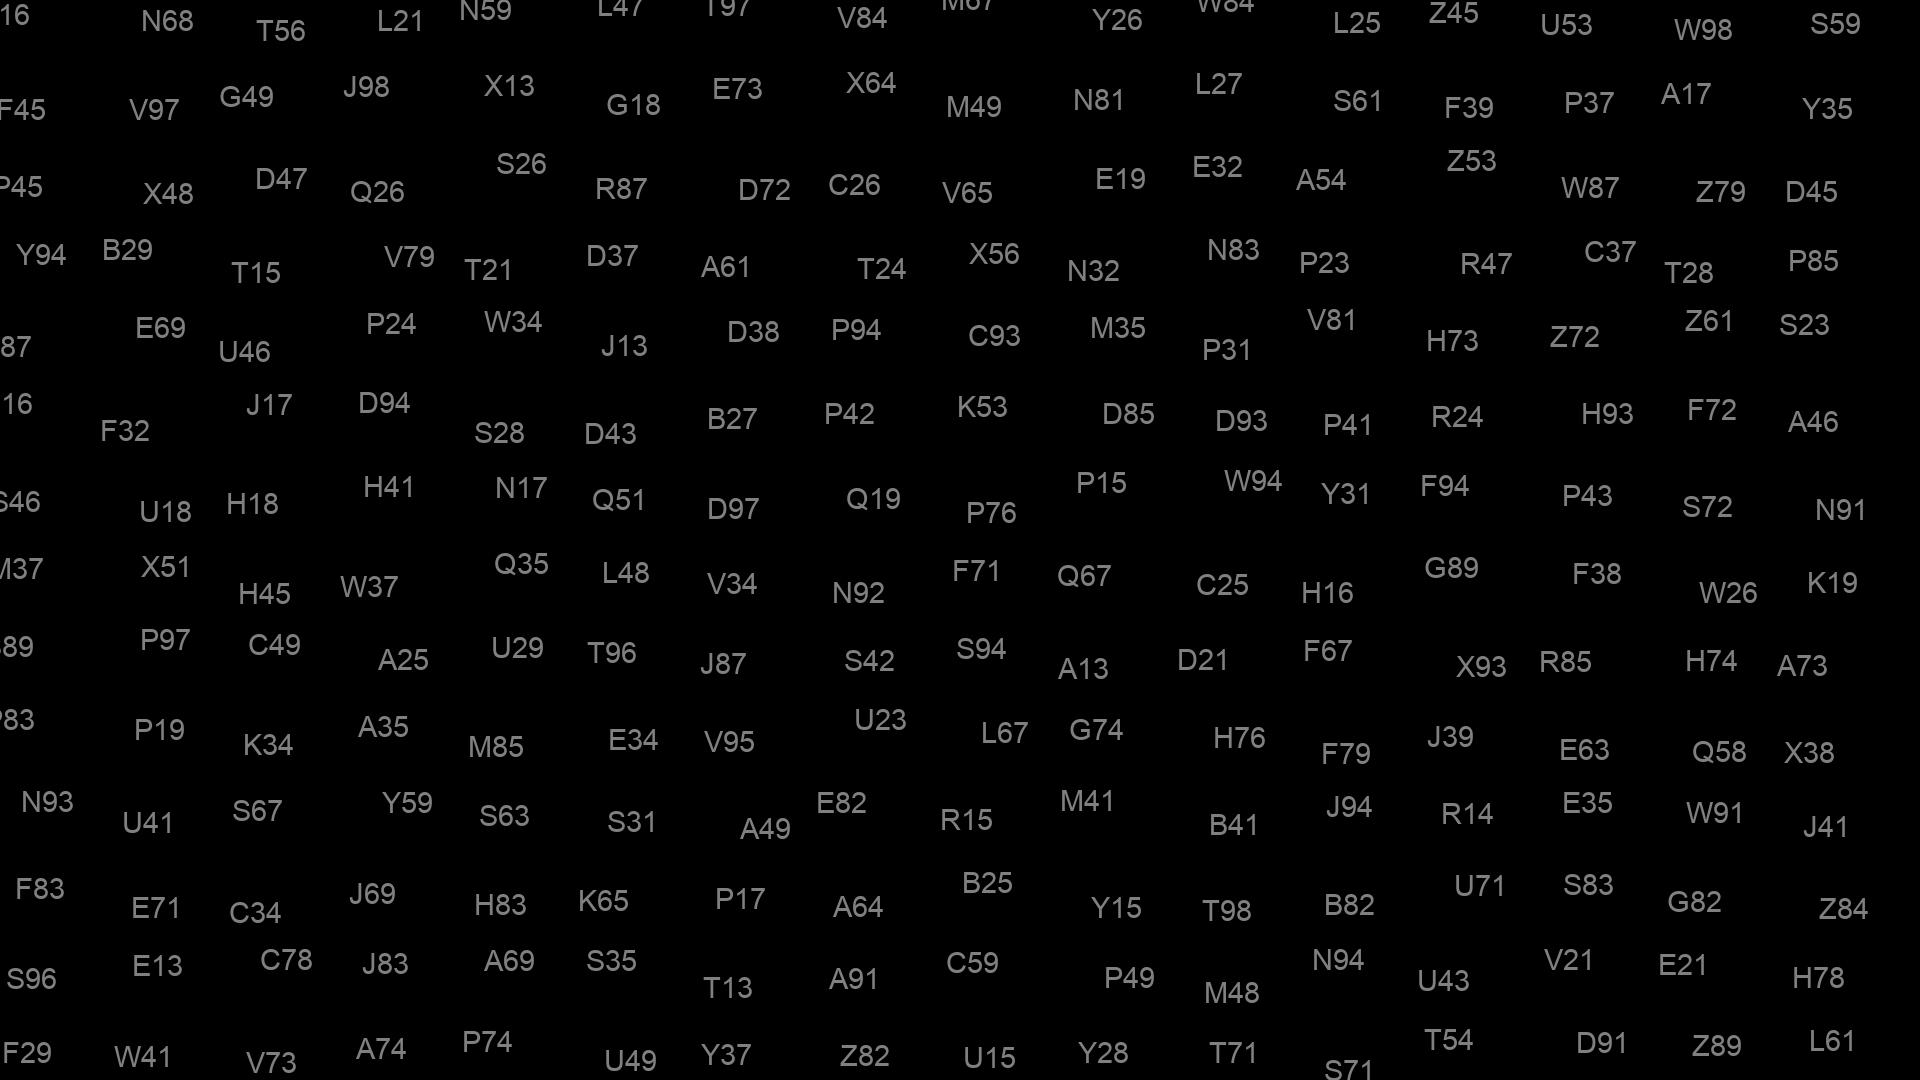 16 N68 T56 L21 N59 L47 T97 V84 M67 Y26 W84 L25 Z45 U53 W98 S59
F45 V97 G49 J98 X13 G18 E73 X64 M49 N81 L27 S61 F39 P37 A17 Y35
P45 X48 D47 Q26 S26 R87 D72 C26 V65 E19 E32 A54 Z53 W87 Z79 D45
Y94 B29 T15 V79 T21 D37 A61 T24 X56 N32 N83 P23 R47 C37 T28 P85
87 E69 U46 P24 W34 J13 D38 P94 C93 M35 P31 V81 H73 Z72 Z61 S23
16 F32 J17 D94 S28 D43 B27 P42 K53 D85 D93 P41 R24 H93 F72 A46
S46 U18 H18 H41 N17 Q51 D97 Q19 P76 P15 W94 Y31 F94 P43 S72 N91
M37 X51 H45 W37 Q35 L48 V34 N92 F71 Q67 C25 H16 G89 F38 W26 K19
89 P97 C49 A25 U29 T96 J87 S42 S94 A13 D21 F67 X93 R85 H74 A73
83 P19 K34 A35 M85 E34 V95 U23 L67 G74 H76 F79 J39 E63 Q58 X38
N93 U41 S67 Y59 S63 S31 A49 E82 R15 M41 B41 J94 R14 E35 W91 J41
F83 E71 C34 J69 H83 K65 P17 A64 B25 Y15 T98 B82 U71 S83 G82 Z84
S96 E13 C78 J83 A69 S35 T13 A91 C59 P49 M48 N94 U43 V21 E21 H78
F29 W41 V73 A74 P74 U49 Y37 Z82 U15 Y28 T71 S71 T54 D91 Z89 L61